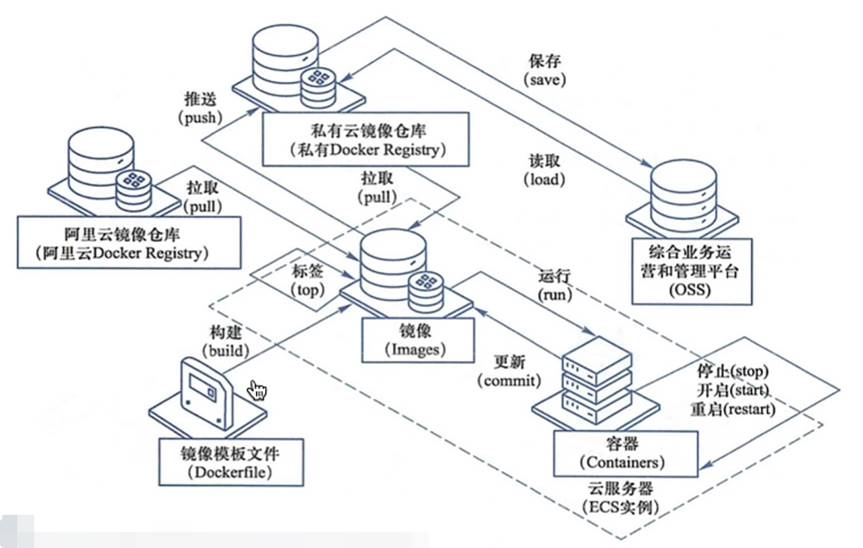 保存
(save)
推送
(push)
私有云镜像仓库
(私有Docker Registry)
读取
(load)
拉取
(pull)
拉取
(pull)
阿里云镜像仓库
(阿里云Docker Registry)
综合业务运
营和管理平台
(OSS)
标签
(top)
运行
(run)
镜像
(Images)
构建
(build)
更新
(commit)
停止(stop)
开启(start)
重启(restart)
镜像模板文件
(Dockerfile)
容器
(Containers)
云服务器
(ECS实例)